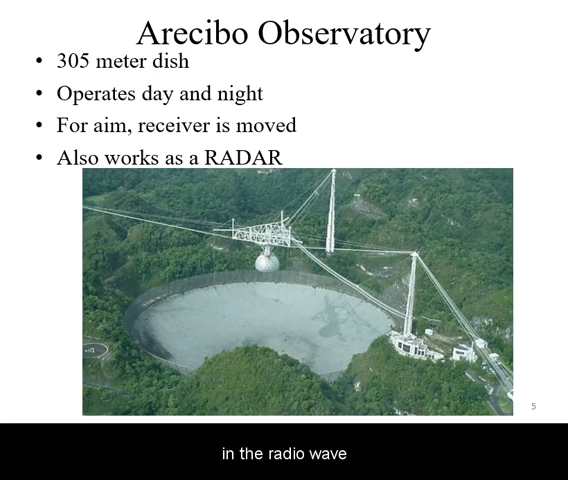 Arecibo Observatory
• 305 meter dish
• Operates day and night
• For aim, receiver is moved
• Also works as a RADAR
5
in the radio wave